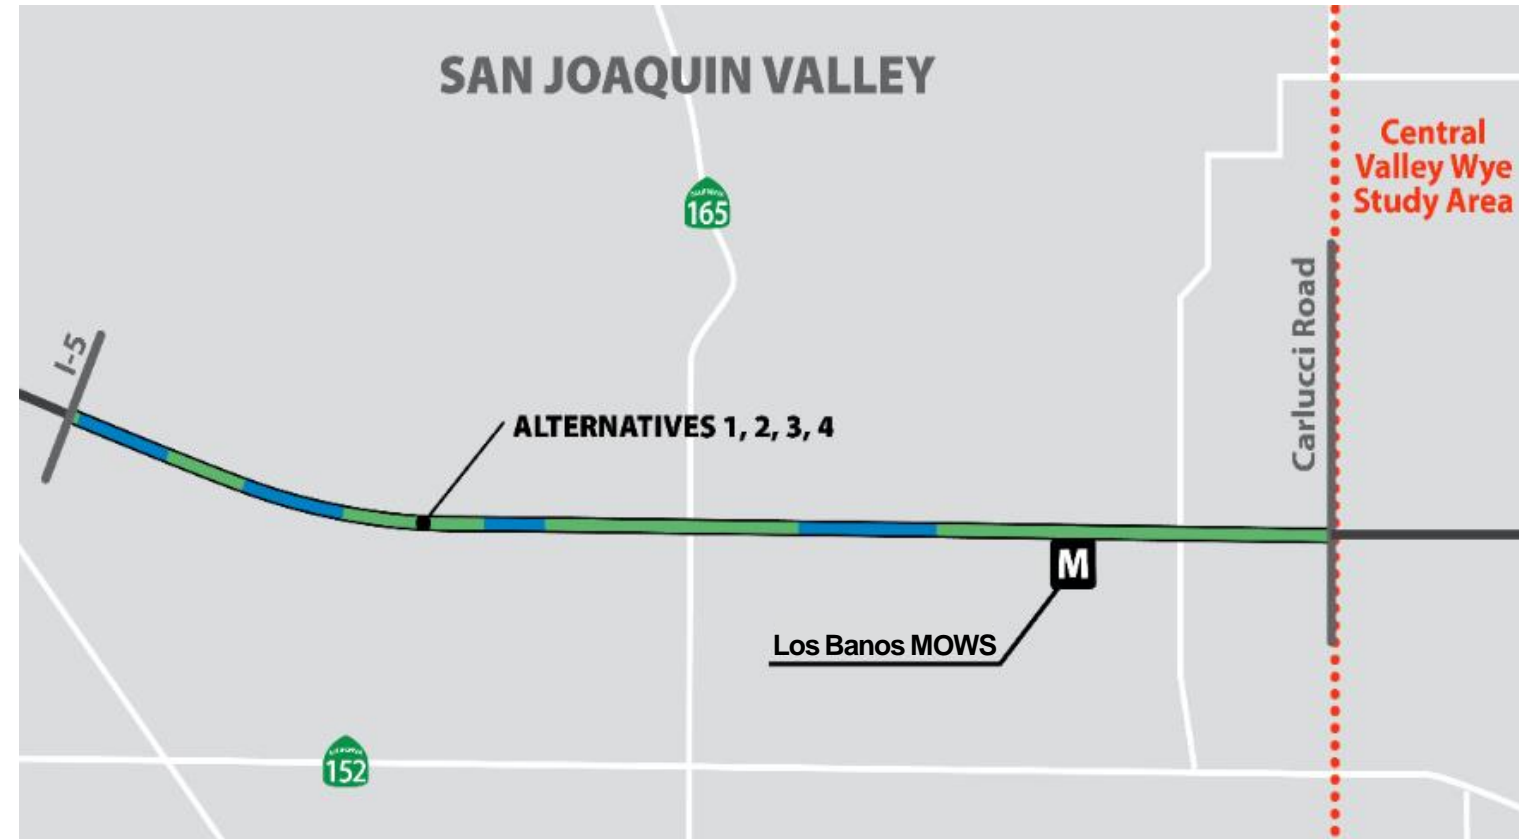 SAN JOAQUIN VALLEY
Central
Valley Wye
Study Area
165
Carlucci Road
I-5
ALTERNATIVES 1, 2, 3, 4
M
Los Banos MOWS
152